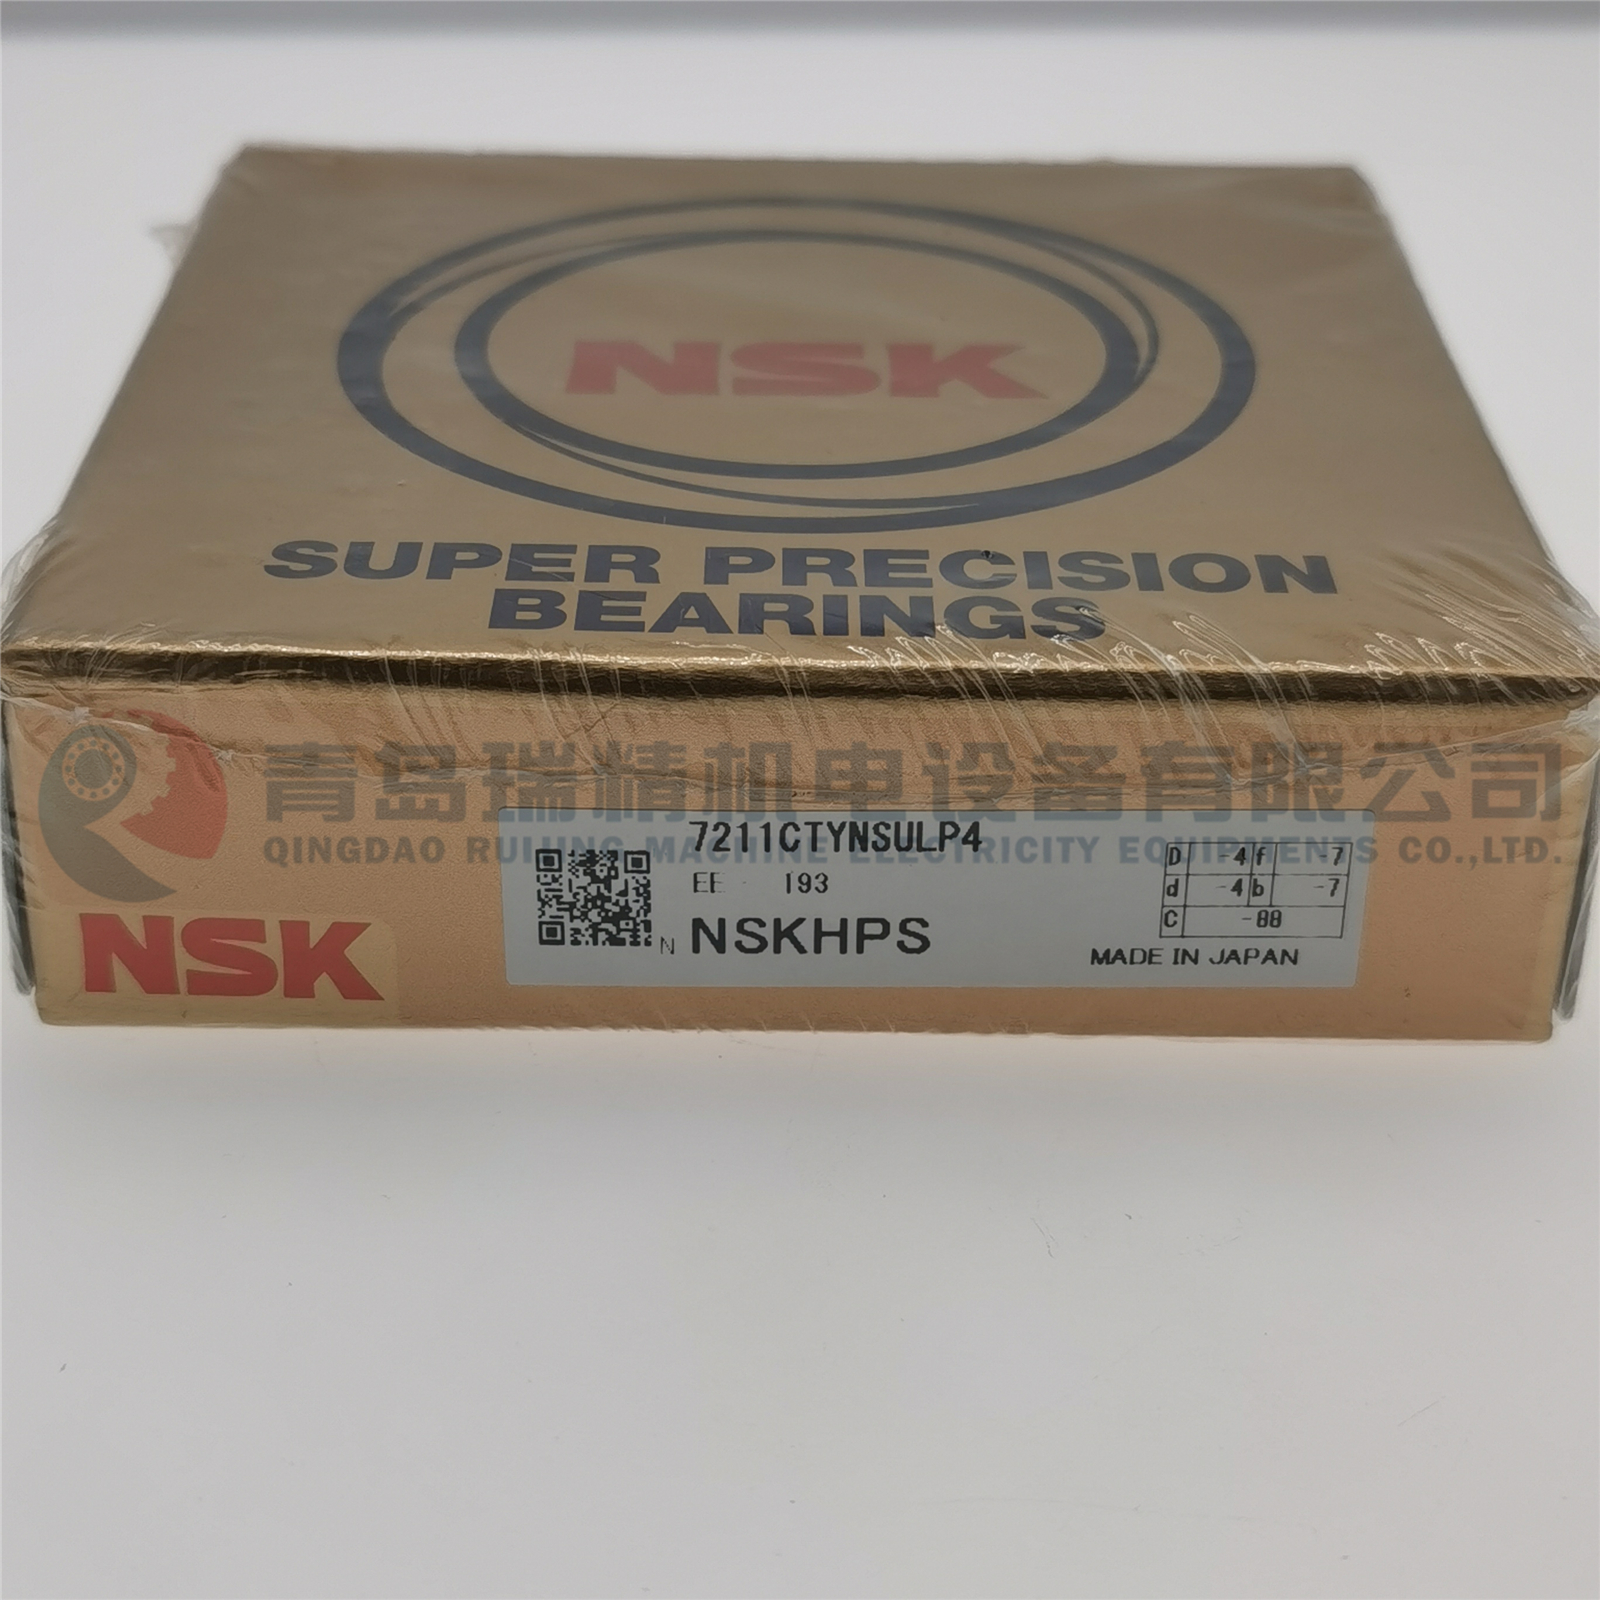 NSK
SUPER PRECISION
BEARINGS
青岛瑞精机电设备有限公司
QINGDAO RUIJING MACHINE ELECTRICITY EQUIPMENTS CO.,LTD.
7211CTYNSULP4
EE 193
N NSKHPS
D -4 f -7
d -4 b -7
C -88
MADE IN JAPAN
NSK